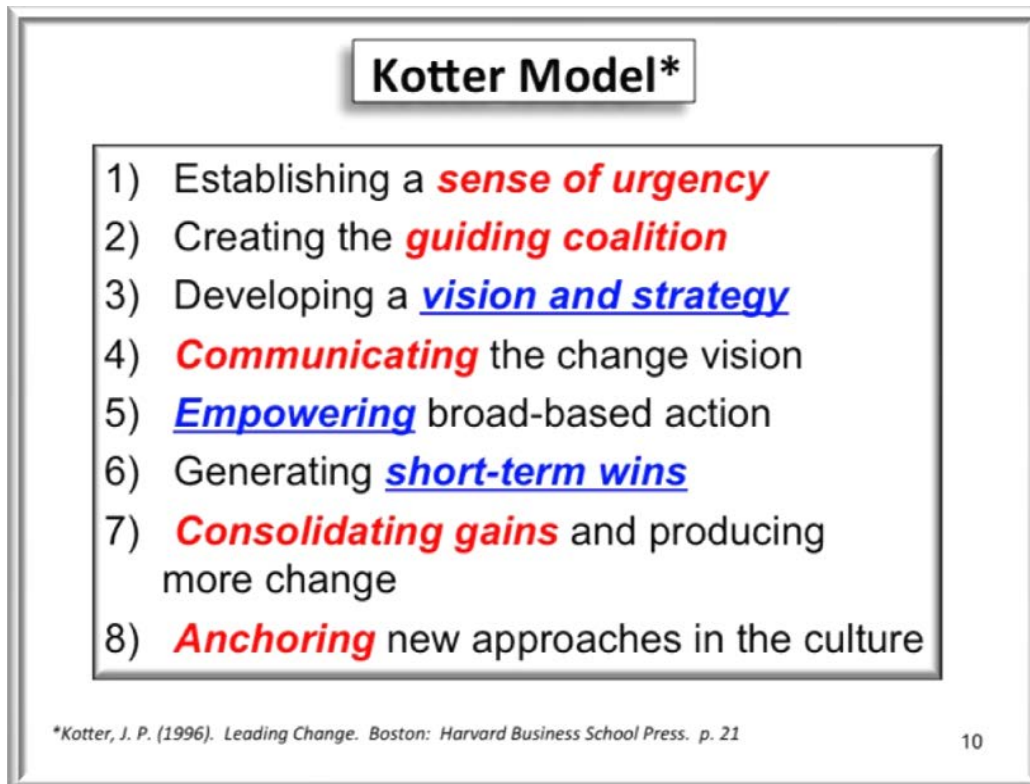 Kotter Model*
1) Establishing a sense of urgency
2) Creating the guiding coalition
3) Developing a vision and strategy
4) Communicating the change vision
5) Empowering broad-based action
6) Generating short-term wins
7) Consolidating gains and producing
more change
8) Anchoring new approaches in the culture
*Kotter, J. P. (1996). Leading Change. Boston: Harvard Business School Press. p. 21
10